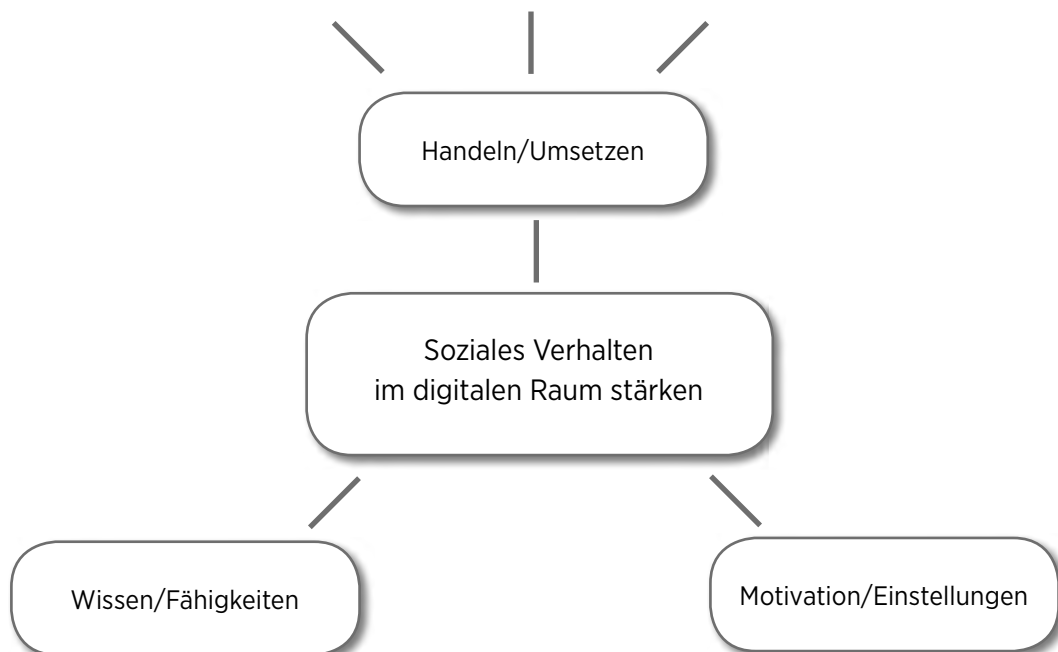 Handeln/Umsetzen
Soziales Verhalten
im digitalen Raum stärken
Wissen/Fähigkeiten
Motivation/Einstellungen